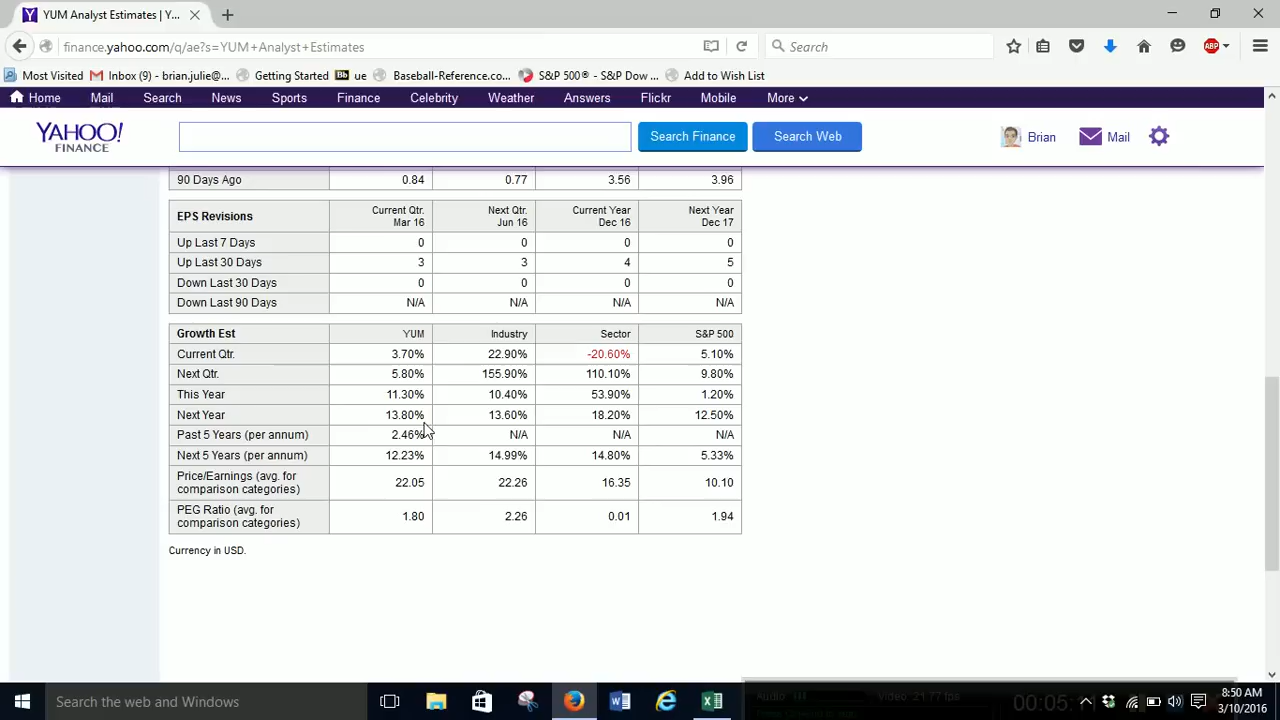 YUM Analyst Estimates | Y...
finance.yahoo.com/q/ae?s=YUM+Analyst+Estimates
Search
ABP
Most Visited Inbox (9) - brian.julie@... Getting Started Bb ue Baseball-Reference.co... S&P 500® - S&P Dow ... Add to Wish List
Home Mail Search News Sports Finance Celebrity Weather Answers Flickr Mobile More
YAHOO!
FINANCE
Search Finance Search Web Brian Mail
90 Days Ago 0.84 0.77 3.56 3.96
EPS Revisions Current Qtr. Mar 16 Next Qtr. Jun 16 Current Year Dec 16 Next Year Dec 17
Up Last 7 Days 0 0 0 0
Up Last 30 Days 3 3 4 5
Down Last 30 Days 0 0 0 0
Down Last 90 Days N/A N/A N/A N/A
Growth Est YUM Industry Sector S&P 500
Current Qtr. 3.70% 22.90% -20.60% 5.10%
Next Qtr. 5.80% 155.90% 110.10% 9.80%
This Year 11.30% 10.40% 53.90% 1.20%
Next Year 13.80% 13.60% 18.20% 12.50%
Past 5 Years (per annum) 2.46% N/A N/A N/A
Next 5 Years (per annum) 12.23% 14.99% 14.80% 5.33%
Price/Earnings (avg. for comparison categories) 22.05 22.26 16.35 10.10
PEG Ratio (avg. for comparison categories) 1.80 2.26 0.01 1.94
Currency in USD.
Search the web and Windows
Audio: Video: 21.77 fps
00:05:11
8:50 AM
3/10/2016